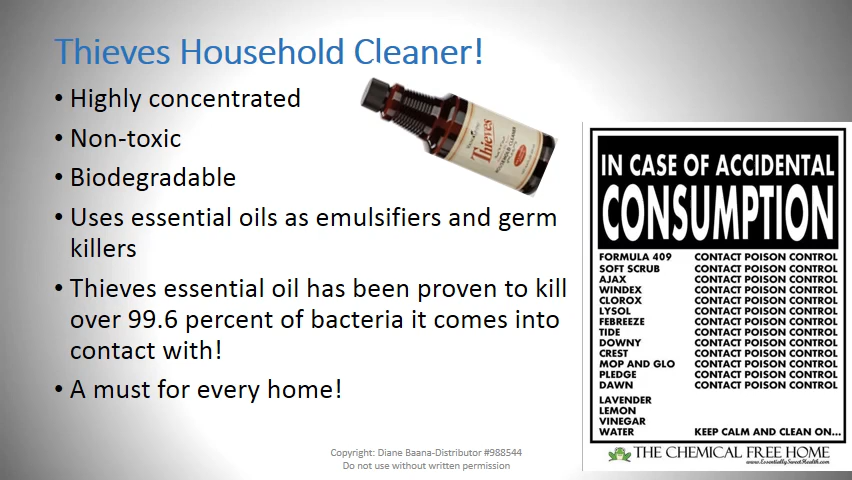 Thieves Household Cleaner!
• Highly concentrated
• Non-toxic
• Biodegradable
• Uses essential oils as emulsifiers and germ
killers
• Thieves essential oil has been proven to kill
over 99.6 percent of bacteria it comes into
contact with!
• A must for every home!
Thieves
HOUSEHOLD CLEANER
IN CASE OF ACCIDENTAL
CONSUMPTION
FORMULA 409 CONTACT POISON CONTROL
SOFT SCRUB CONTACT POISON CONTROL
AJAX CONTACT POISON CONTROL
WINDEX CONTACT POISON CONTROL
CLOROX CONTACT POISON CONTROL
LYSOL CONTACT POISON CONTROL
FEBREEZE CONTACT POISON CONTROL
TIDE CONTACT POISON CONTROL
DOWNY CONTACT POISON CONTROL
CREST CONTACT POISON CONTROL
MOP AND GLO CONTACT POISON CONTROL
PLEDGE CONTACT POISON CONTROL
DAWN CONTACT POISON CONTROL
LAVENDER
LEMON
VINEGAR
WATER KEEP CALM AND CLEAN ON...
THE CHEMICAL FREE HOME
www.EssentiallySweetHealth.com
Copyright: Diane Baana-Distributor #988544
Do not use without written permission